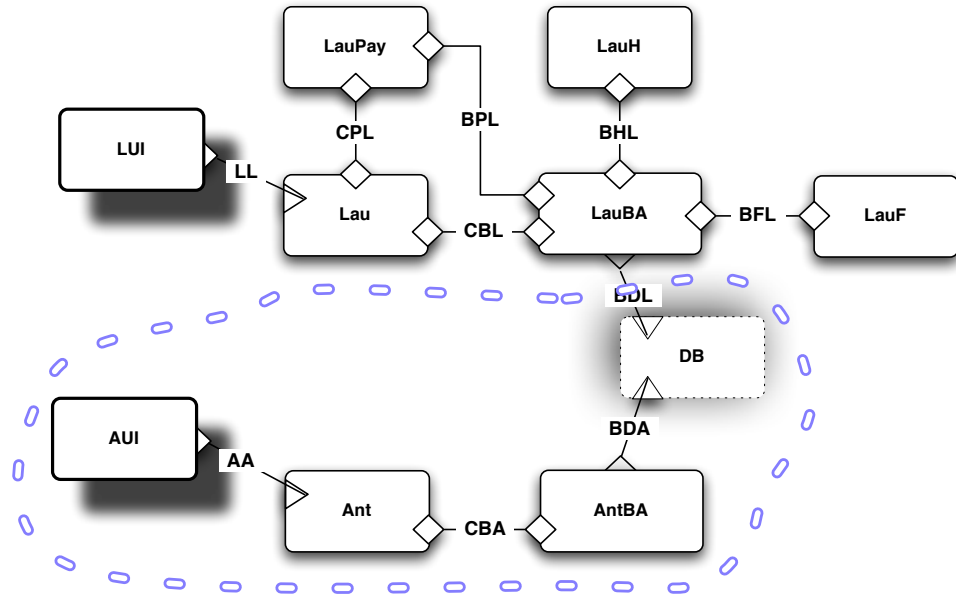 LauPay
LauH
BPL
CPL
BHL
LUI
LL
Lau
CBL
LauBA
BFL
LauF
BDL
DB
AUI
AA
BDA
Ant
CBA
AntBA